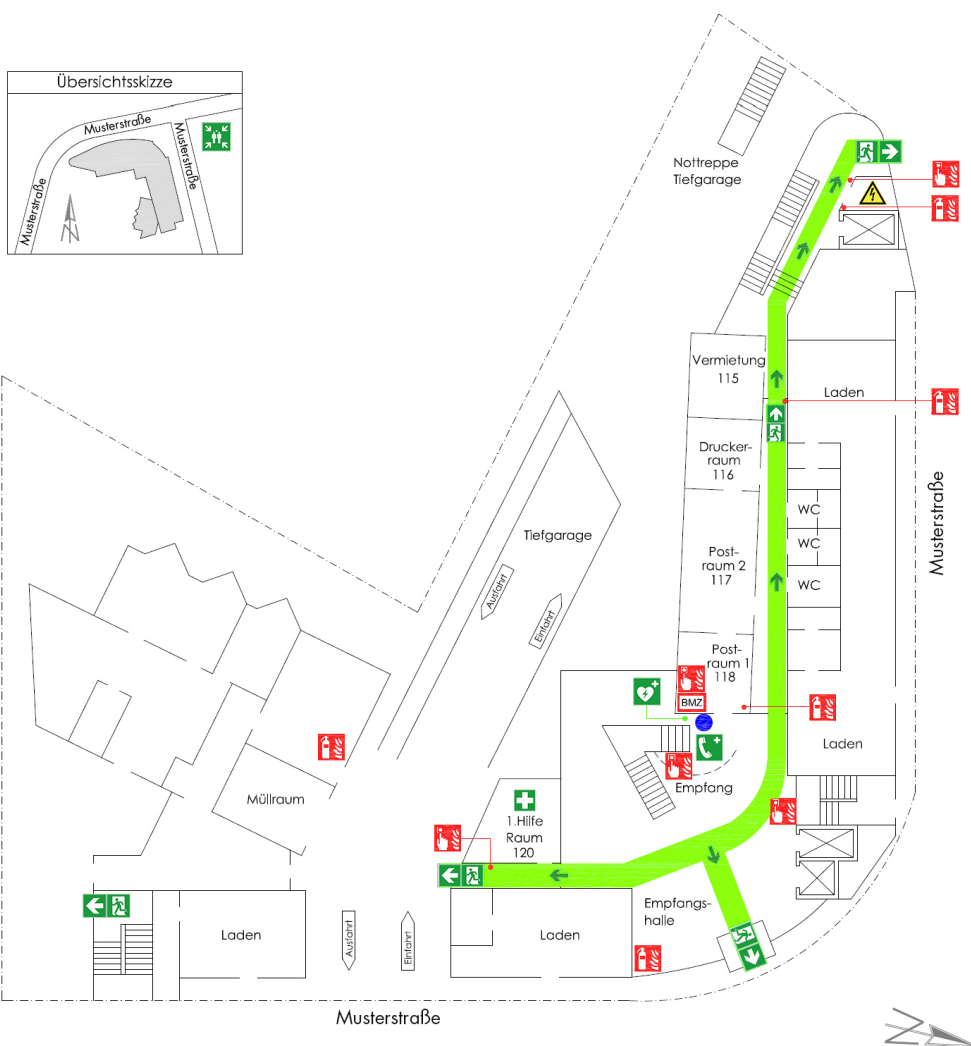 Übersichtsskizze
Musterstraße
Musterstraße
Musterstraße
N
Nottreppe
Tiefgarage
Vermietung
115
Laden
Drucker-
raum
116
WC
WC
WC
Musterstraße
Tiefgarage
Post-
raum 2
117
Ausfahrt
Einfahrt
Post-
raum 1
118
BMZ
Laden
Empfang
Müllraum
1.Hilfe
Raum
120
Empfangs-
halle
Laden
Ausfahrt
Einfahrt
Laden
Musterstraße
N